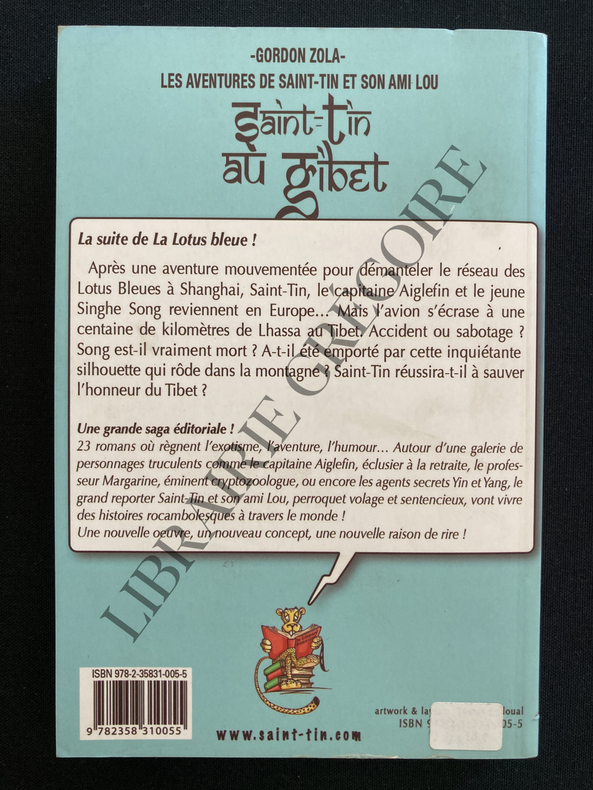 -GORDON ZOLA-
LES AVENTURES DE SAINT-TIN ET SON AMI LOU
Saint-Tin
au Gibet
La suite de La Lotus bleue !
Après une aventure mouvementée pour démanteler le réseau des
Lotus Bleues à Shanghai, Saint-Tin, le capitaine Aiglefin et le jeune
Singhe Song reviennent en Europe... Mais l'avion s'écrase à une
centaine de kilomètres de Lhassa au Tibet. Accident ou sabotage ?
Song est-il vraiment mort ? A-t-il été emporté par cette inquiétante
silhouette qui rôde dans la montagne ? Saint-Tin réussira-t-il à sauver
l'honneur du Tibet ?
Une grande saga éditoriale !
23 romans où règnent l'exotisme, l'aventure, l'humour... Autour d'une galerie de
personnages truculents comme le capitaine Aiglefin, éclusier à la retraite, le profes-
seur Margarine, éminent cryptozoologue, ou encore les agents secrets Yin et Yang, le
grand reporter Saint-Tin et son ami Lou, perroquet volage et sentencieux, vont vivre
des histoires rocambolesques à travers le monde !
Une nouvelle oeuvre, un nouveau concept, une nouvelle raison de rire !
LIBRAIRIE GRÉGOIRE
ISBN 978-2-35831-005-5
9 782358 310055
www.saint-tin.com
artwork & la
ISBN 9 05-5